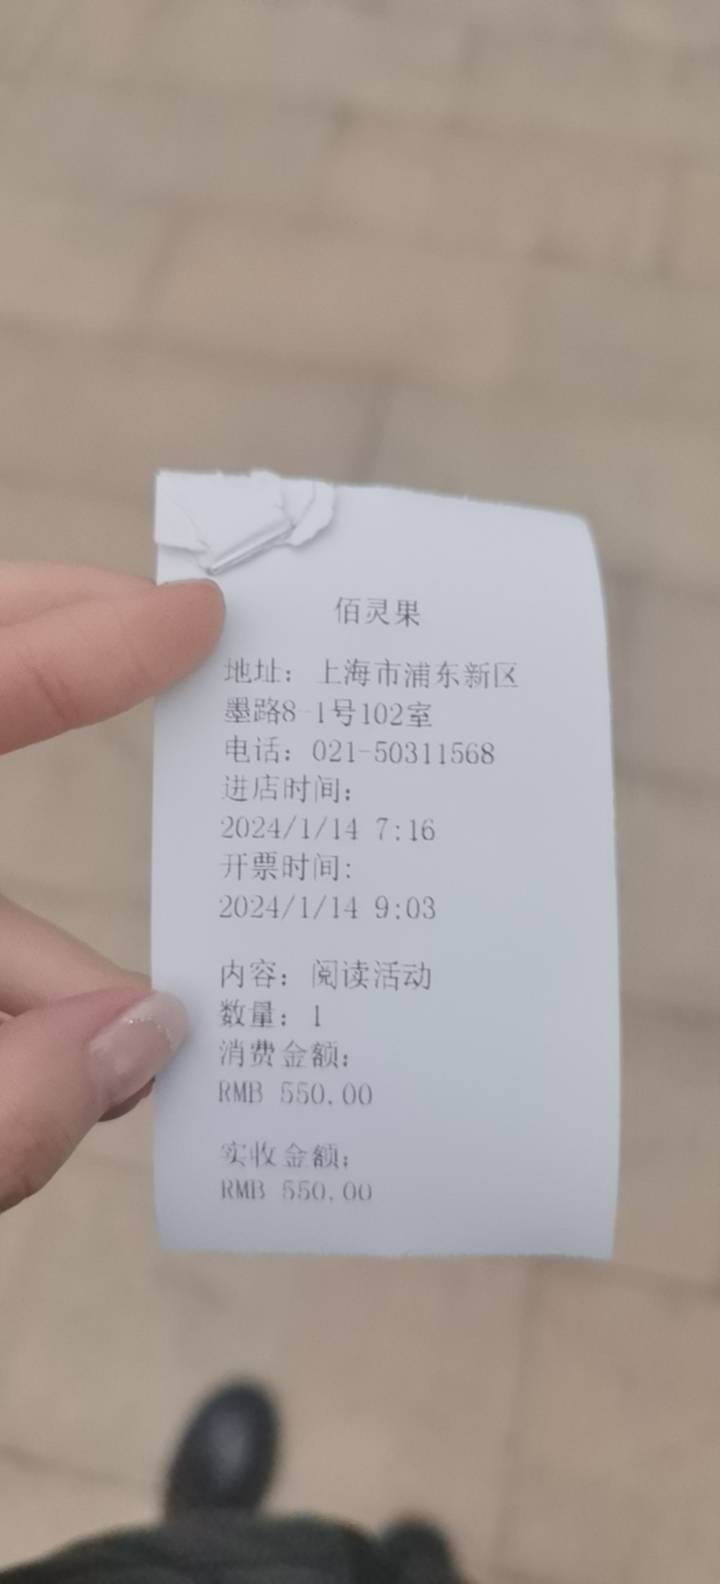 佰灵果
地址：上海市浦东新区
墨路8-1号102室
电话：021-50311568
进店时间：
2024/1/14 7:16
开票时间：
2024/1/14 9:03
内容：阅读活动
数量：1
消费金额：
RMB 550.00
实收金额：
RMB 550.00